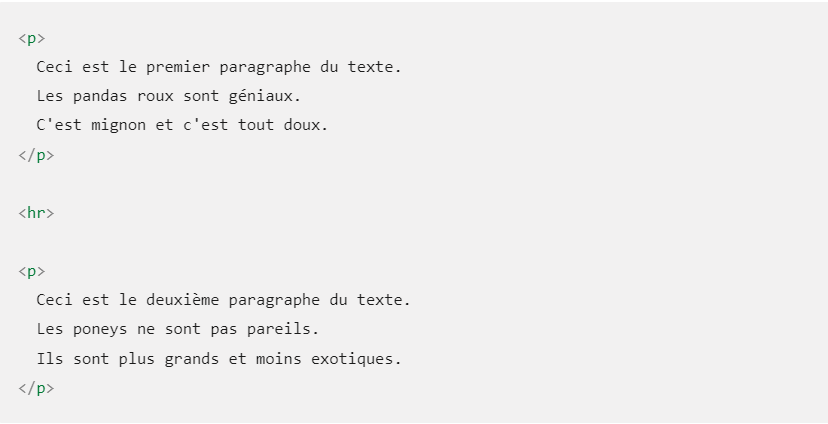 <p>
Ceci est le premier paragraphe du texte.
Les pandas roux sont géniaux.
C'est mignon et c'est tout doux.
</p>
<hr>
<p>
Ceci est le deuxième paragraphe du texte.
Les poneys ne sont pas pareils.
Ils sont plus grands et moins exotiques.
</p>